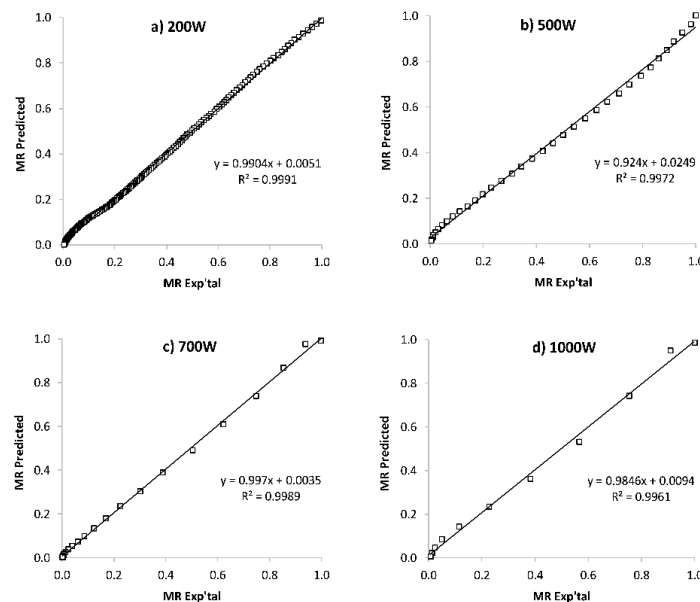 a) 200W
MR Predicted
1.0
0.8
0.6
0.4
0.2
0.0
y = 0.9904x + 0.0051
R² = 0.9991
0.0 0.2 0.4 0.6 0.8 1.0
MR Exp'tal
b) 500W
MR Predicted
1.0
0.8
0.6
0.4
0.2
0.0
y = 0.924x + 0.0249
R² = 0.9972
0.0 0.2 0.4 0.6 0.8 1.0
MR Exp'tal
c) 700W
MR Predicted
1.0
0.8
0.6
0.4
0.2
0.0
y = 0.997x + 0.0035
R² = 0.9989
0.0 0.2 0.4 0.6 0.8 1.0
MR Exp'tal
d) 1000W
MR Predicted
1.0
0.8
0.6
0.4
0.2
0.0
y = 0.9846x + 0.0094
R² = 0.9961
0.0 0.2 0.4 0.6 0.8 1.0
MR Exp'tal